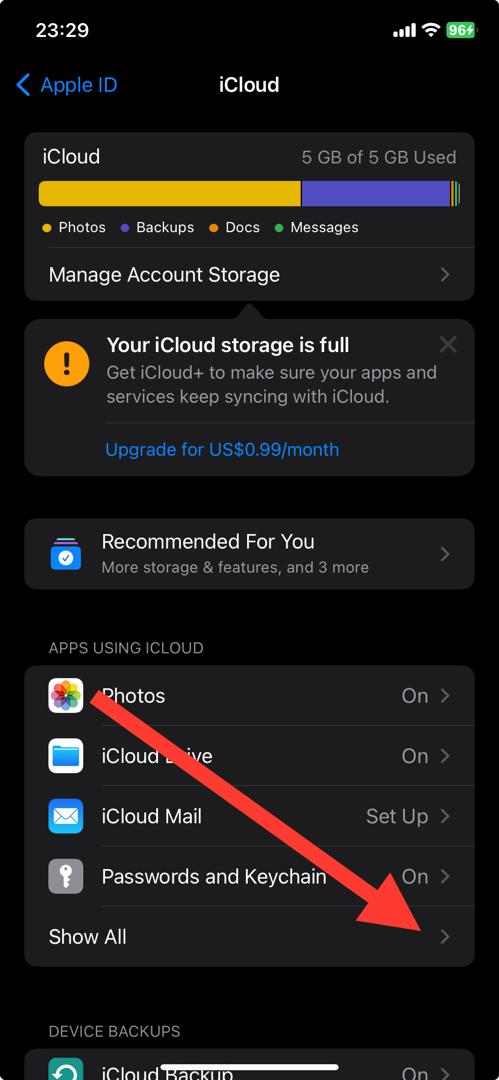 23:29
96
Apple ID
iCloud
iCloud
5 GB of 5 GB Used
Photos
Backups
Docs
Messages
Manage Account Storage
Your iCloud storage is full
Get iCloud+ to make sure your apps and
services keep syncing with iCloud.
Upgrade for US$0.99/month
Recommended For You
More storage & features, and 3 more
APPS USING ICLOUD
Photos
On
iCloud Drive
On
iCloud Mail
Set Up
Passwords and Keychain
On
Show All
DEVICE BACKUPS
iCloud Backup
On